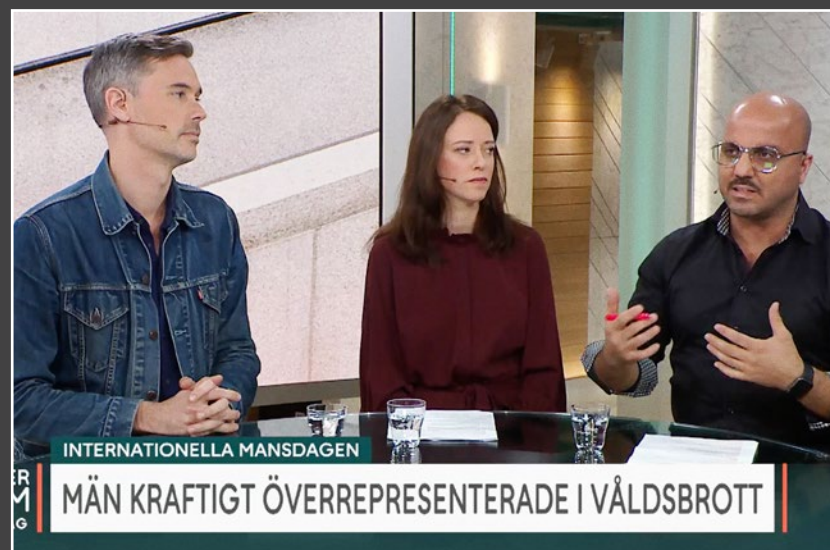 INTERNATIONELLA MANSDAGEN
MÄN KRAFTIGT ÖVERREPRESENTERADE I VÅLDSBROTT